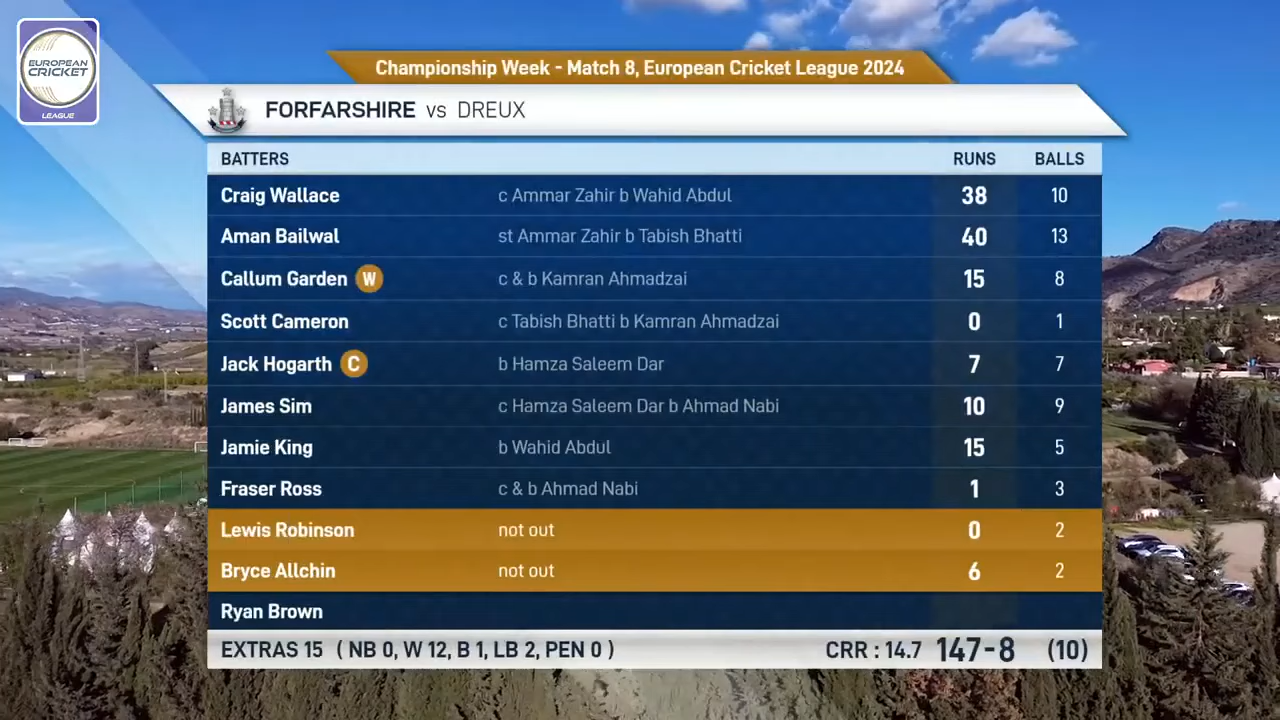 EUROPEAN
CRICKET
LEAGUE
Championship Week - Match 8, European Cricket League 2024
FORFARSHIRE vs DREUX
BATTERS RUNS BALLS
Craig Wallace c Ammar Zahir b Wahid Abdul 38 10
Aman Bailwal st Ammar Zahir b Tabish Bhatti 40 13
Callum Garden W c & b Kamran Ahmadzai 15 8
Scott Cameron c Tabish Bhatti b Kamran Ahmadzai 0 1
Jack Hogarth C b Hamza Saleem Dar 7 7
James Sim c Hamza Saleem Dar b Ahmad Nabi 10 9
Jamie King b Wahid Abdul 15 5
Fraser Ross c & b Ahmad Nabi 1 3
Lewis Robinson not out 0 2
Bryce Allchin not out 6 2
Ryan Brown
EXTRAS 15 ( NB 0, W 12, B 1, LB 2, PEN 0 ) CRR : 14.7 147-8 (10)